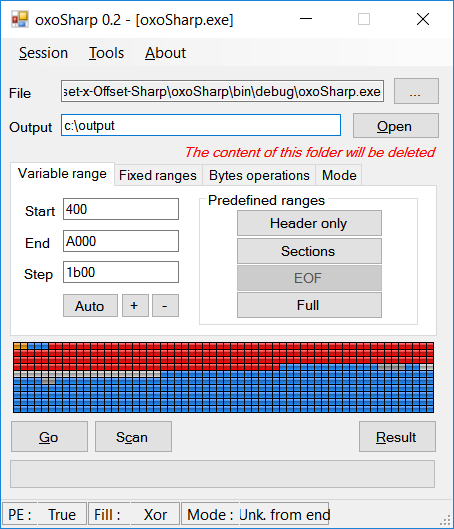 oxoSharp 0.2 - [oxoSharp.exe]
Session Tools About
File set-x-Offset-Sharp\oxoSharp\bin\debug\oxoSharp.exe ...
Output c:\output Open
The content of this folder will be deleted
Variable range Fixed ranges Bytes operations Mode
Start 400
End A000
Step 1b00
Auto + -
Predefined ranges
Header only
Sections
EOF
Full
Go Scan Result
PE : True Fill : Xor Mode : Unk. from end